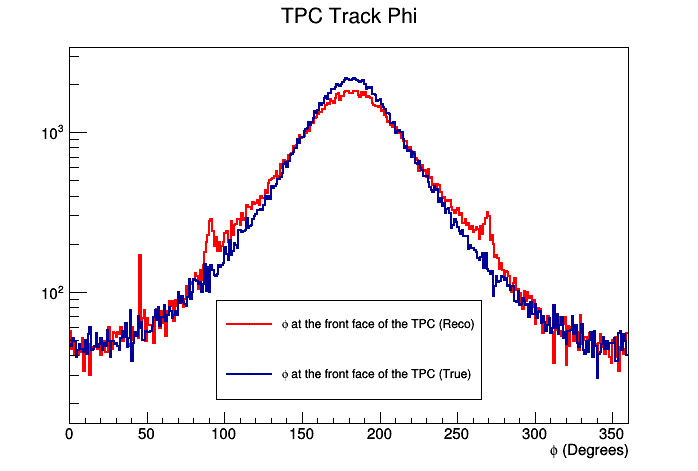 TPC Track Phi
10³
10²
ϕ at the front face of the TPC (Reco)
ϕ at the front face of the TPC (True)
0 50 100 150 200 250 300 350
ϕ (Degrees)